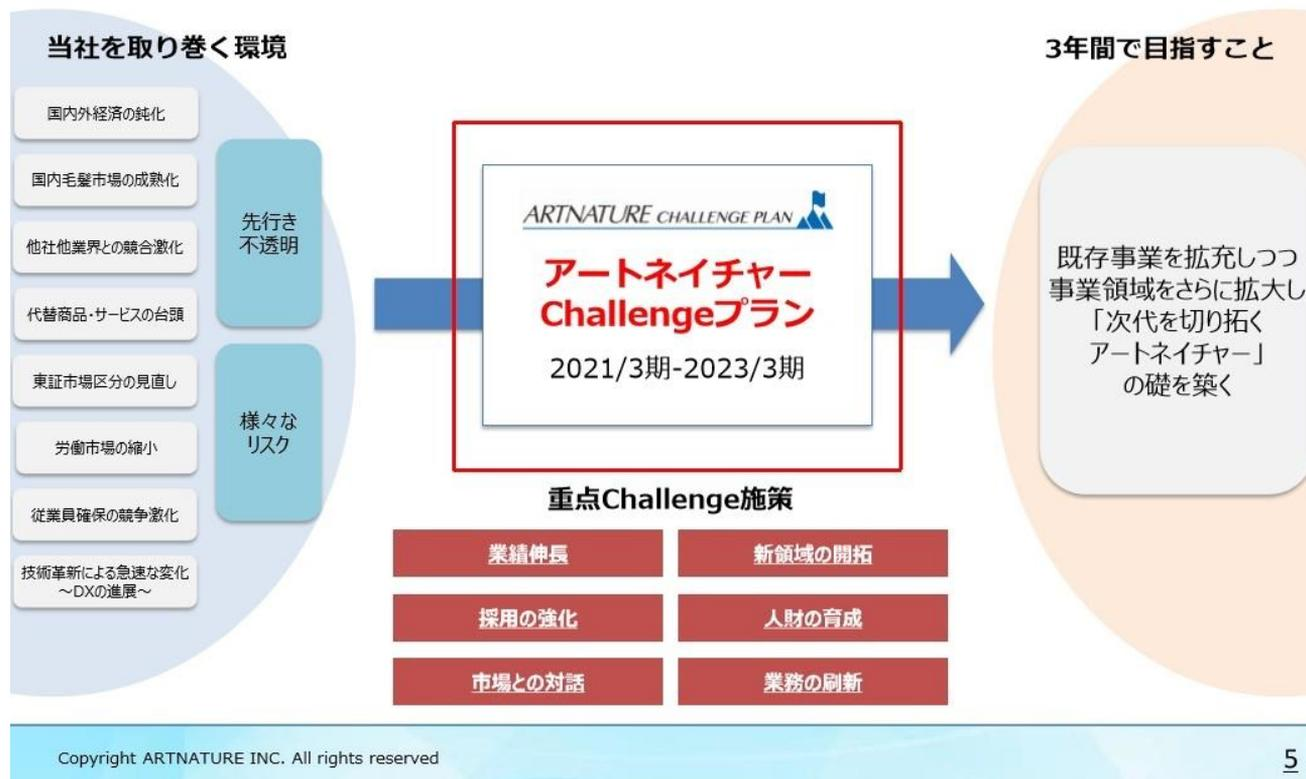 当社を取り巻く環境
国内外経済の鈍化
国内毛髪市場の成熟化
他社他業界との競合激化
代替商品・サービスの台頭
東証市場区分の見直し
労働市場の縮小
従業員確保の競争激化
技術革新による急速な変化
～DXの進展～
先行き
不透明
様々な
リスク
ARTNATURE CHALLENGE PLAN
アートネイチャー
Challengeプラン
2021/3期-2023/3期
重点Challenge施策
業績伸長
新領域の開拓
採用の強化
人財の育成
市場との対話
業務の刷新
3年間で目指すこと
既存事業を拡充しつつ
事業領域をさらに拡大し
「次代を切り拓く
アートネイチャー」
の礎を築く
Copyright ARTNATURE INC. All rights reserved
5